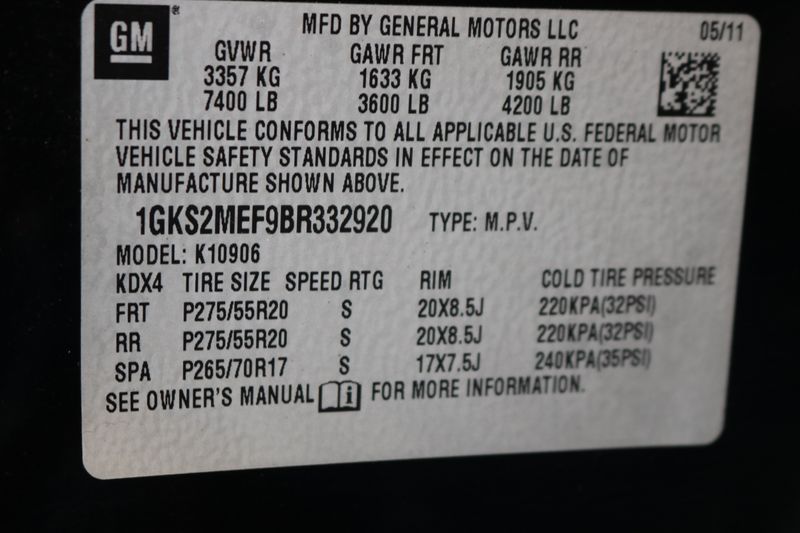 GM ®
MFD BY GENERAL MOTORS LLC 05/11
GVWR GAWR FRT GAWR RR
3357 KG 1633 KG 1905 KG
7400 LB 3600 LB 4200 LB
THIS VEHICLE CONFORMS TO ALL APPLICABLE U.S. FEDERAL MOTOR
VEHICLE SAFETY STANDARDS IN EFFECT ON THE DATE OF
MANUFACTURE SHOWN ABOVE.
1GKS2MEF9BR332920 TYPE: M.P.V.
MODEL: K10906
KDX4 TIRE SIZE SPEED RTG RIM COLD TIRE PRESSURE
FRT P275/55R20 S 20X8.5J 220KPA(32PSI)
RR P275/55R20 S 20X8.5J 220KPA(32PSI)
SPA P265/70R17 S 17X7.5J 240KPA(35PSI)
SEE OWNER'S MANUAL i FOR MORE INFORMATION.